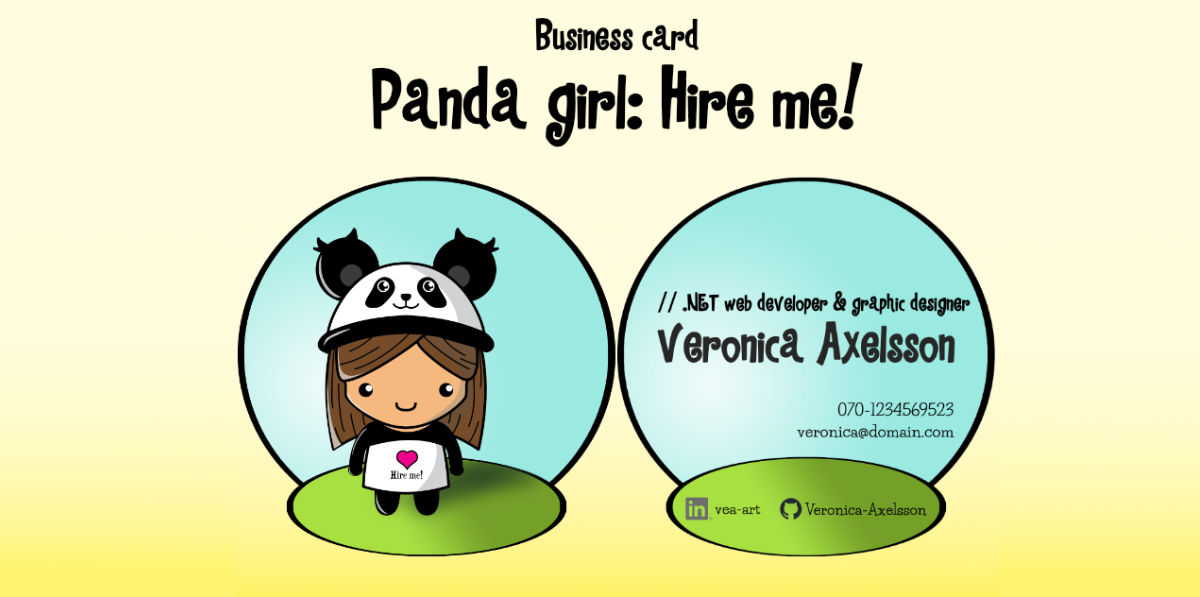 Business card
Panda girl: Hire me!
Hire me!
// .NET web developer & graphic designer
Veronica Axelsson
070-1234569523
veronica@domain.com
in vea-art Veronica-Axelsson